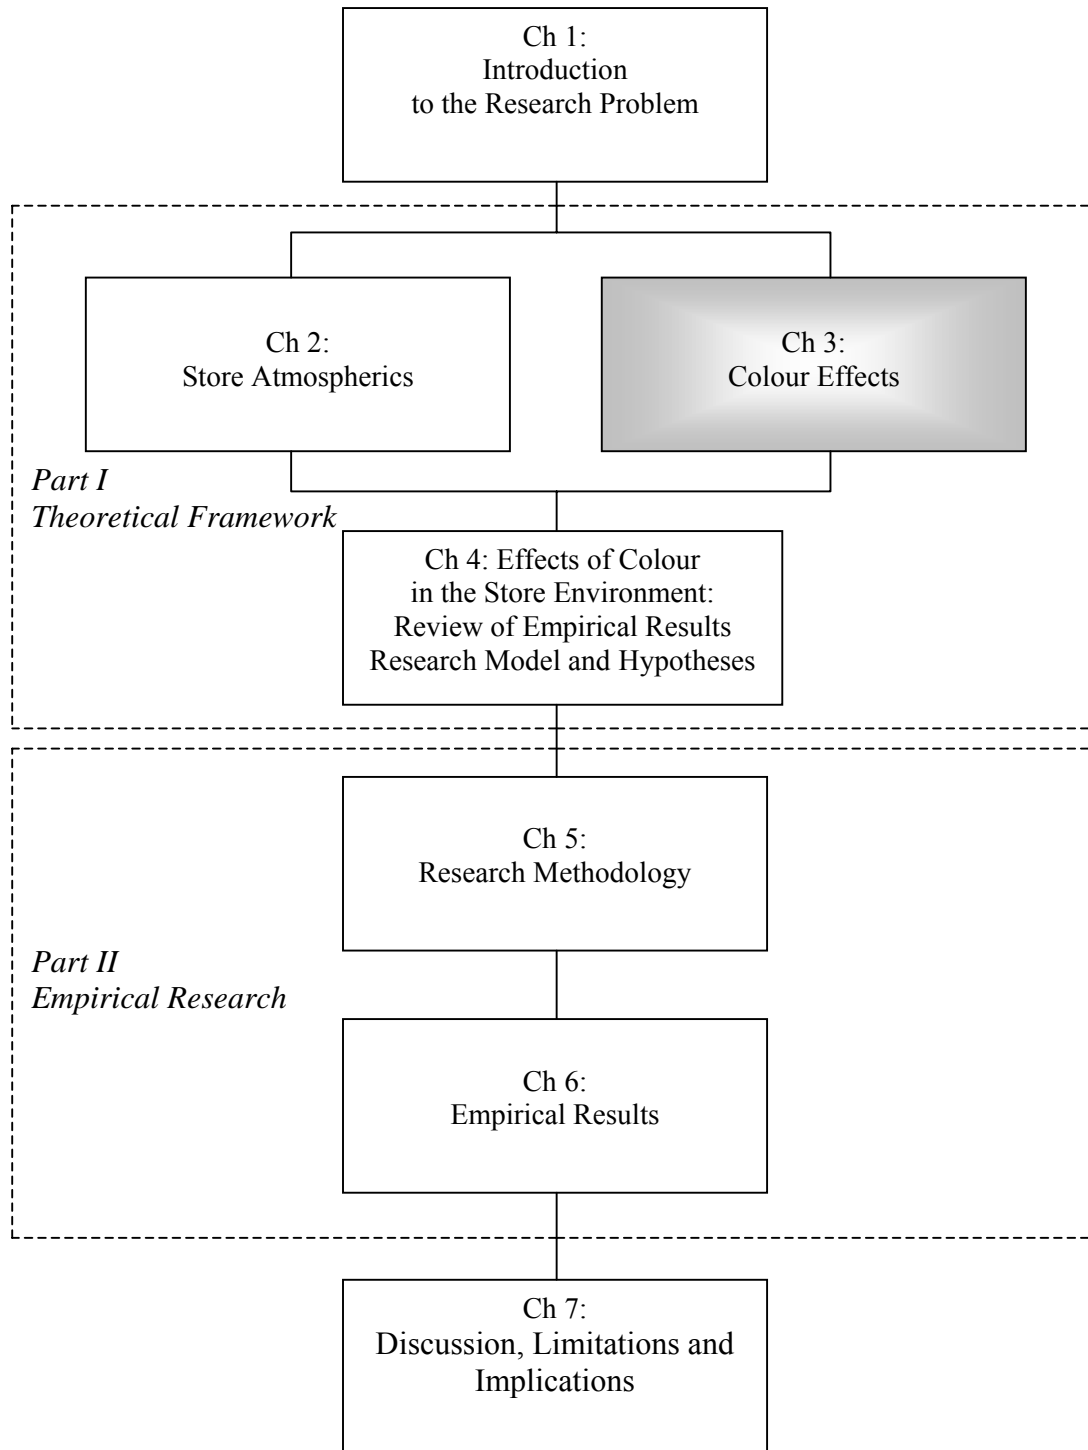 Ch 1:
Introduction
to the Research Problem
Ch 2:
Store Atmospherics
Ch 3:
Colour Effects
Part I
Theoretical Framework
Ch 4: Effects of Colour
in the Store Environment:
Review of Empirical Results
Research Model and Hypotheses
Ch 5:
Research Methodology
Part II
Empirical Research
Ch 6:
Empirical Results
Ch 7:
Discussion, Limitations and
Implications